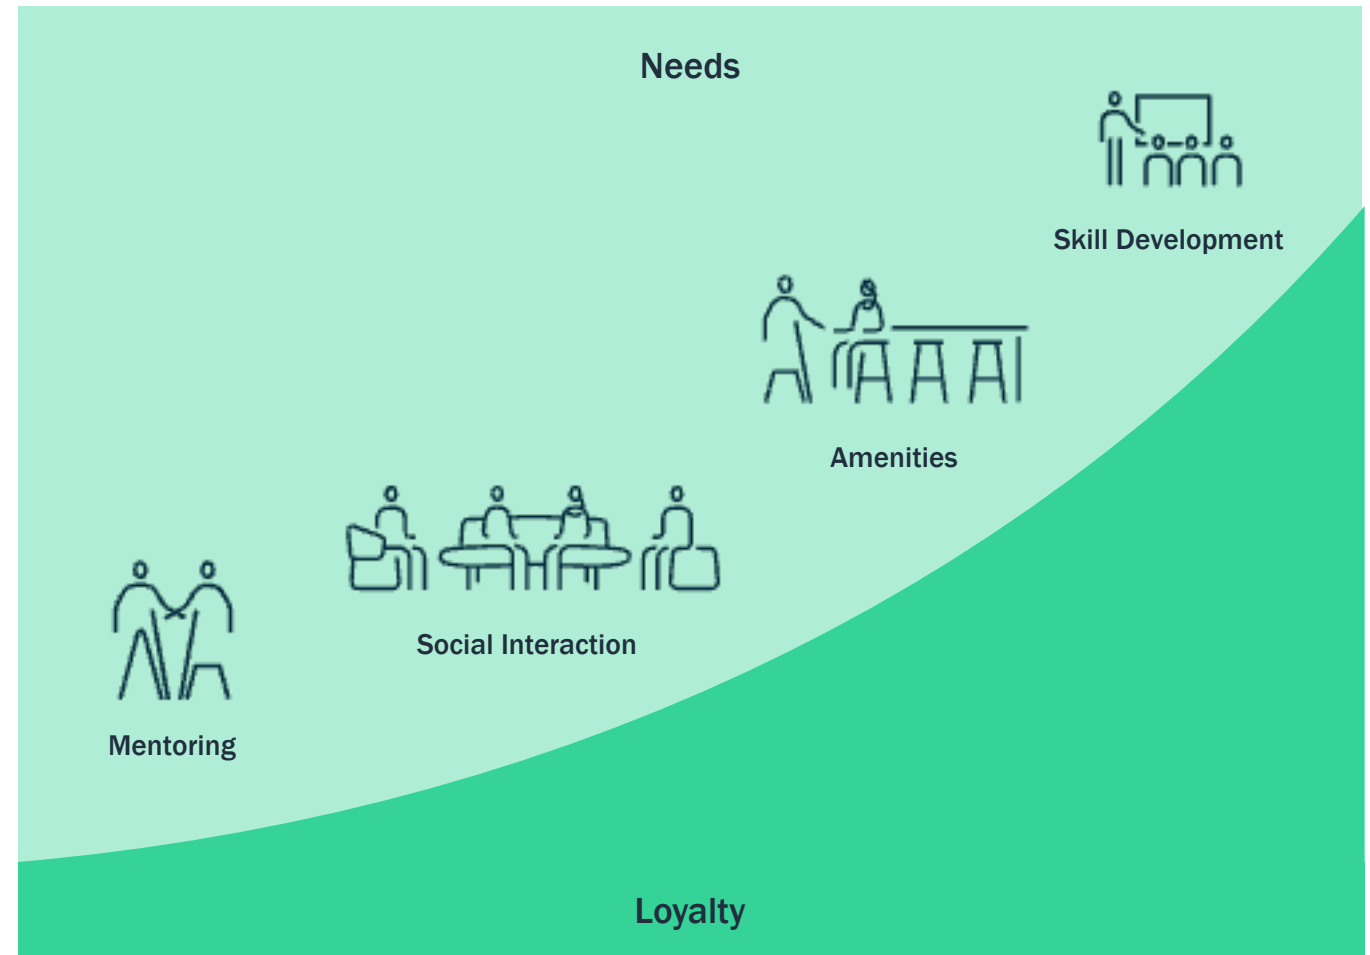 Needs
Skill Development
Amenities
Social Interaction
Mentoring
Loyalty